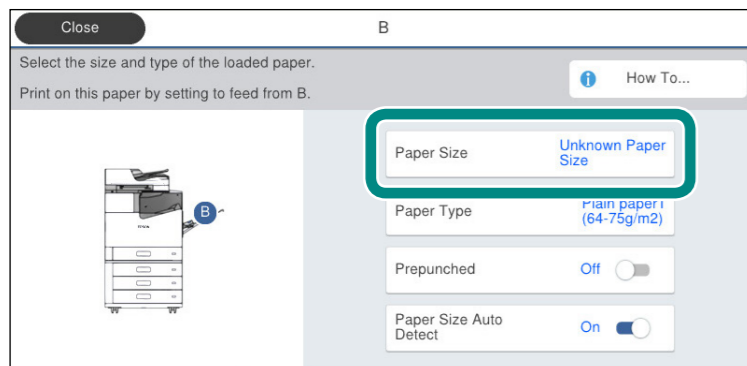 Close
B
Select the size and type of the loaded paper.
Print on this paper by setting to feed from B.
How To...
Paper Size
Unknown Paper
Size
Paper Type
Plain paper1
(64-75g/m2)
Prepunched
Off
Paper Size Auto
Detect
On
B
EPSON